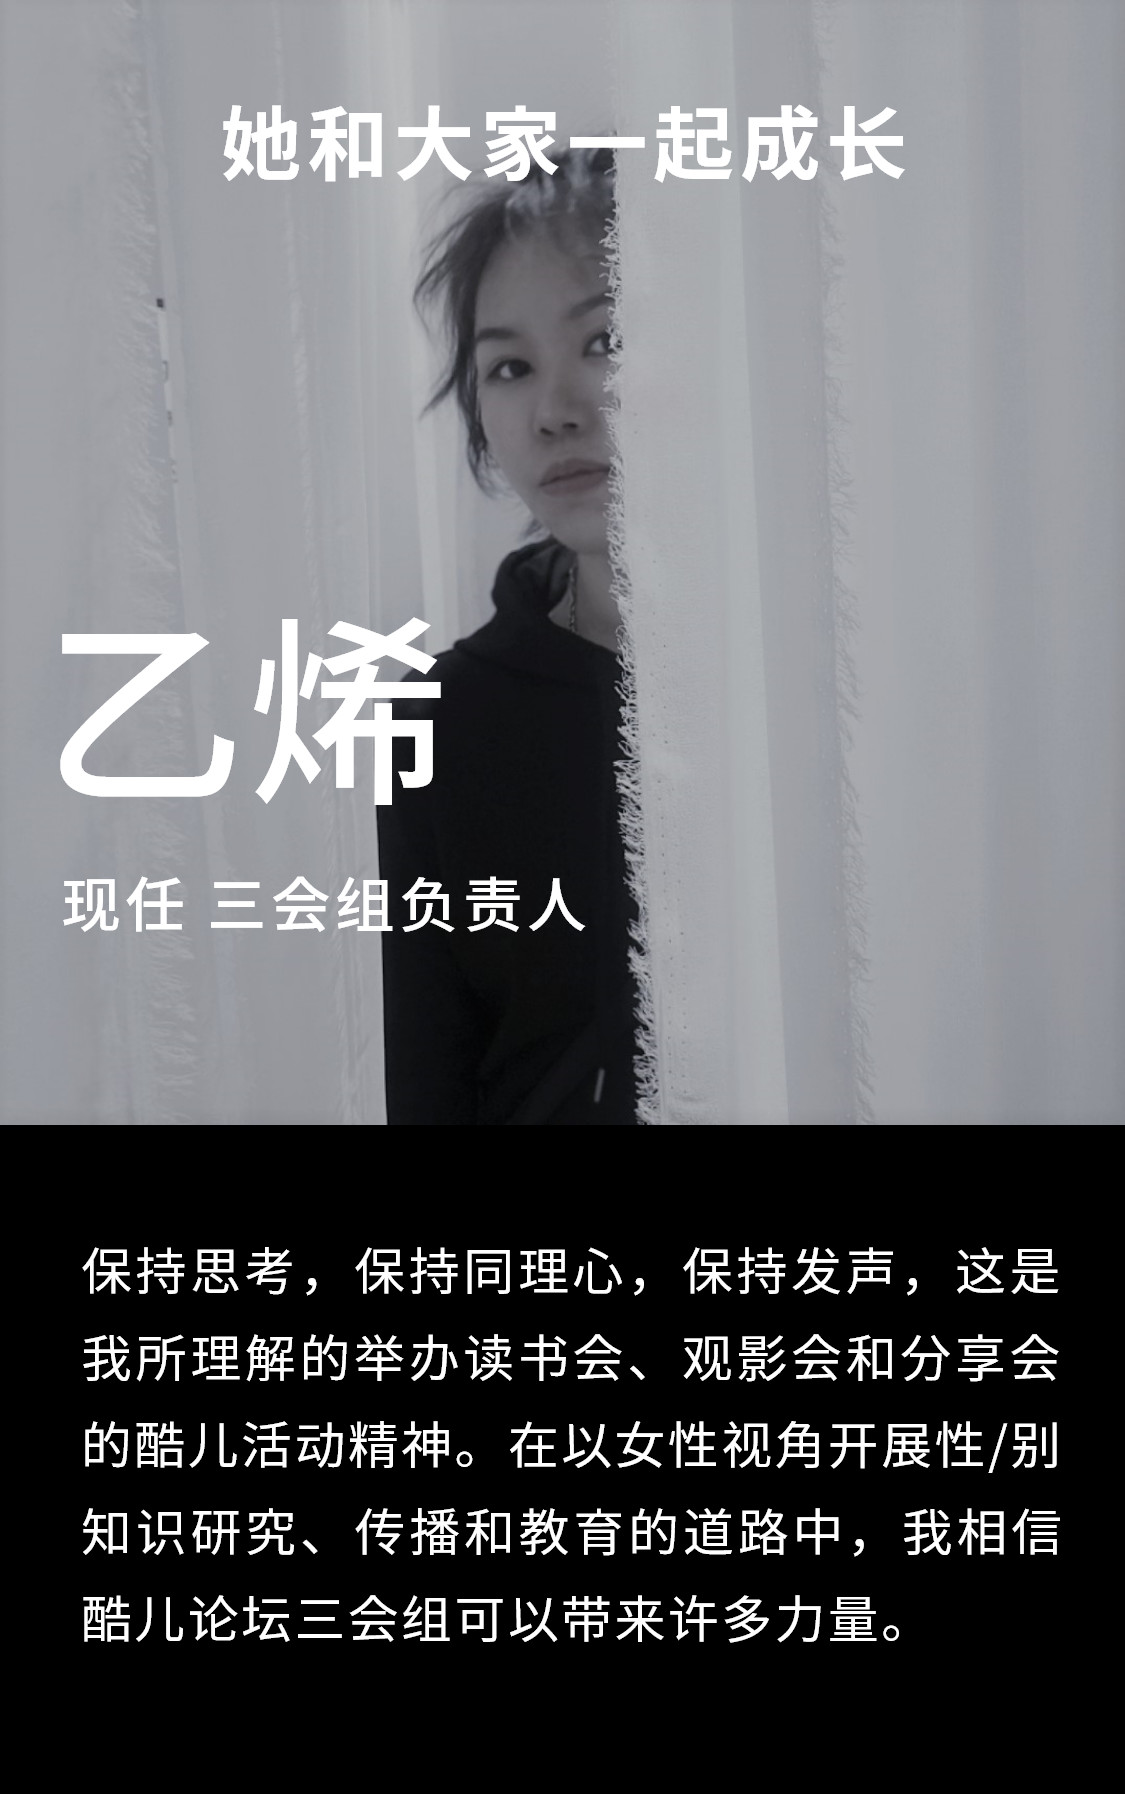 她和大家一起成长
乙烯
现任 三会组负责人
保持思考，保持同理心，保持发声，这是
我所理解的举办读书会、观影会和分享会
的酷儿活动精神。在以女性视角开展性/别
知识研究、传播和教育的道路中，我相信
酷儿论坛三会组可以带来许多力量。